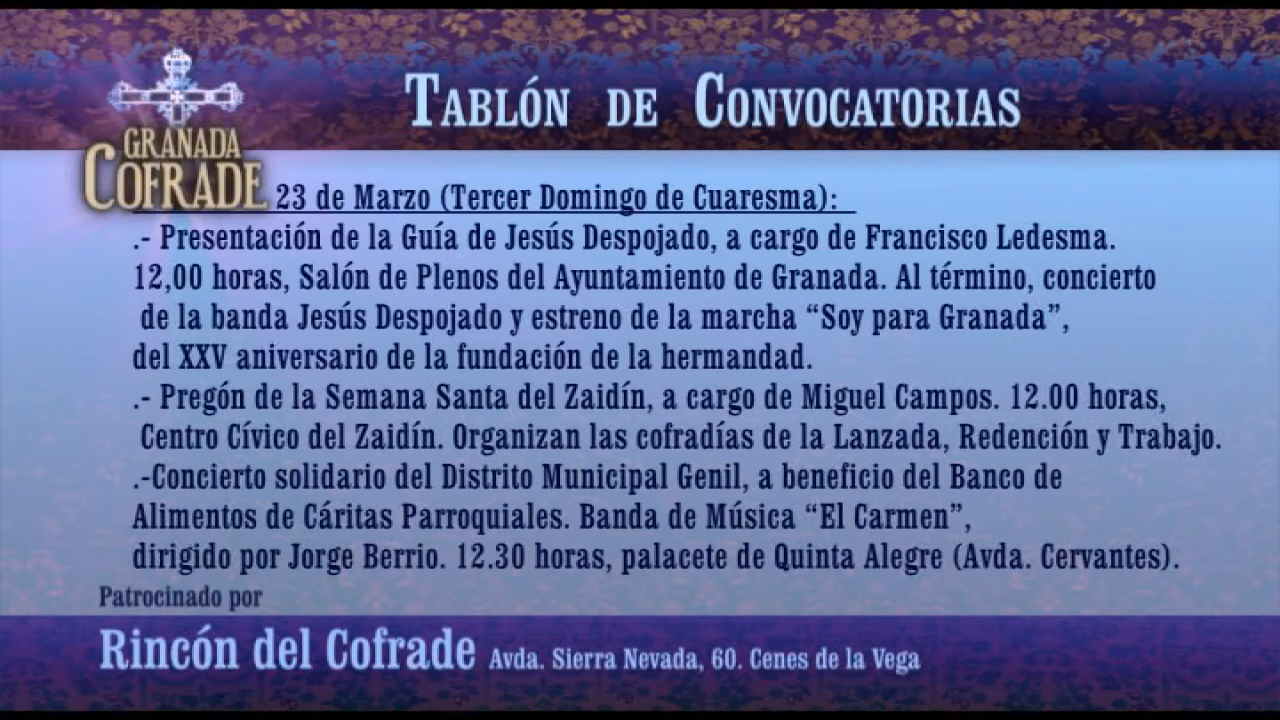 TABLÓN DE CONVOCATORIAS
GRANADA
COFRADE
23 de Marzo (Tercer Domingo de Cuaresma):
.- Presentación de la Guía de Jesús Despojado, a cargo de Francisco Ledesma.
12,00 horas, Salón de Plenos del Ayuntamiento de Granada. Al término, concierto
de la banda Jesús Despojado y estreno de la marcha “Soy para Granada”,
del XXV aniversario de la fundación de la hermandad.
.- Pregón de la Semana Santa del Zaidín, a cargo de Miguel Campos. 12.00 horas,
Centro Cívico del Zaidín. Organizan las cofradías de la Lanzada, Redención y Trabajo.
.-Concierto solidario del Distrito Municipal Genil, a beneficio del Banco de
Alimentos de Cáritas Parroquiales. Banda de Música “El Carmen”,
dirigido por Jorge Berrio. 12.30 horas, palacete de Quinta Alegre (Avda. Cervantes).
Patrocinado por
Rincón del Cofrade Avda. Sierra Nevada, 60. Cenes de la Vega